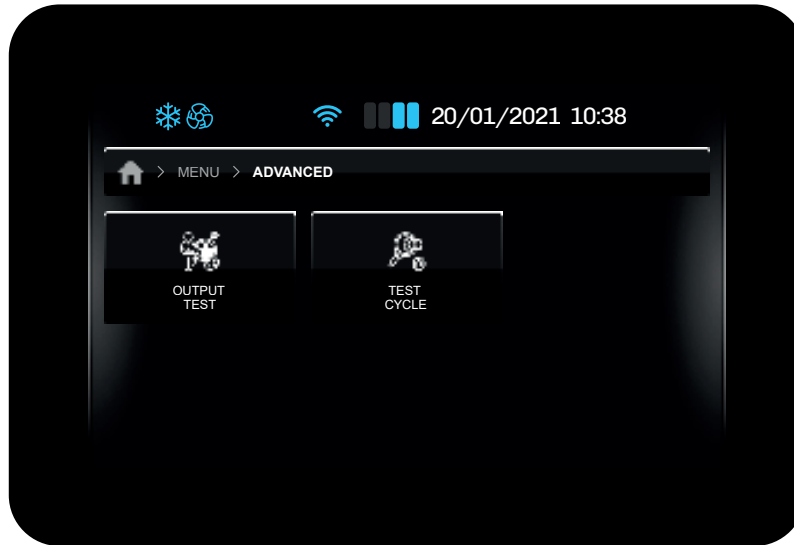 20/01/2021 10:38
> MENU > ADVANCED
OUTPUT
TEST
TEST
CYCLE